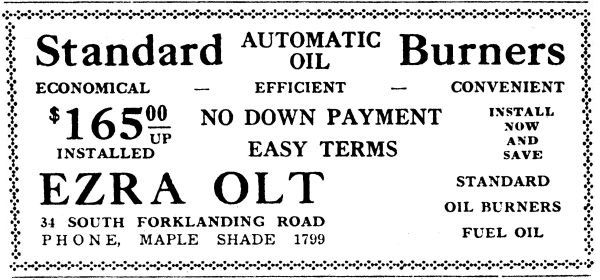 Standard AUTOMATIC OIL Burners
ECONOMICAL — EFFICIENT — CONVENIENT
$165.00 UP INSTALLED
NO DOWN PAYMENT
EASY TERMS
INSTALL
NOW
AND
SAVE
EZRA OLT
34 SOUTH FORKLANDING ROAD
PHONE, MAPLE SHADE 1799
STANDARD
OIL BURNERS
FUEL OIL